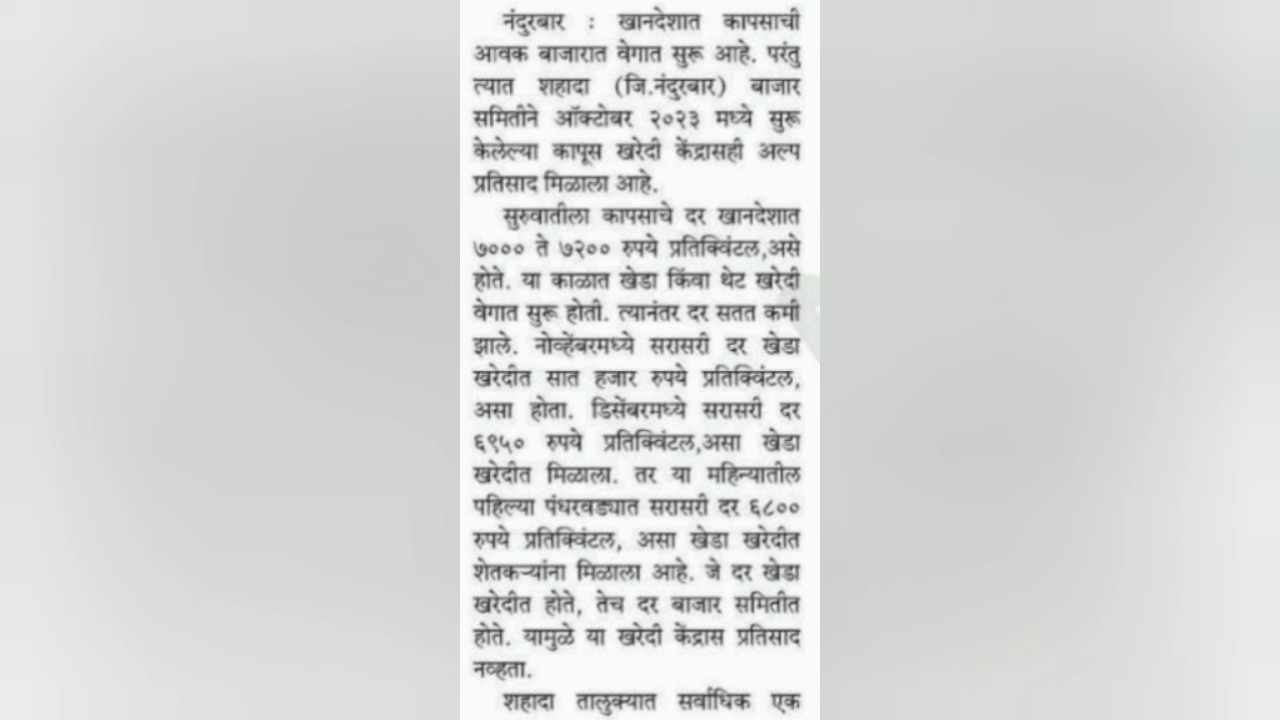 नंदुरबार : खानदेशात कापसाची
आवक बाजारात वेगात सुरू आहे. परंतु
त्यात शहादा (जि.नंदुरबार) बाजार
समितीने ऑक्टोबर २०२३ मध्ये सुरू
केलेल्या कापूस खरेदी केंद्रासही अल्प
प्रतिसाद मिळाला आहे.
सुरुवातीला कापसाचे दर खानदेशात
७००० ते ७२०० रुपये प्रतिक्विंटल,असे
होते. या काळात खेडा किंवा थेट खरेदी
वेगात सुरू होती. त्यानंतर दर सतत कमी
झाले. नोव्हेंबरमध्ये सरासरी दर खेडा
खरेदीत सात हजार रुपये प्रतिक्विंटल,
असा होता. डिसेंबरमध्ये सरासरी दर
६९५० रुपये प्रतिक्विंटल,असा खेडा
खरेदीत मिळाला. तर या महिन्यातील
पहिल्या पंधरवड्यात सरासरी दर ६८००
रुपये प्रतिक्विंटल, असा खेडा खरेदीत
शेतकऱ्यांना मिळाला आहे. जे दर खेडा
खरेदीत होते, तेच दर बाजार समितीत
होते. यामुळे या खरेदी केंद्रास प्रतिसाद
नव्हता.
शहादा तालुक्यात सर्वाधिक एक